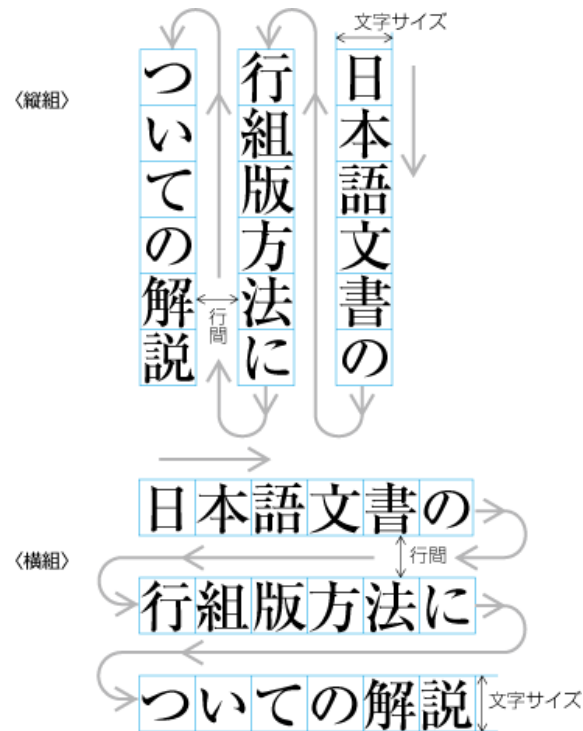 〈縦組〉
文字サイズ
日本語文書の
行組版方法に
行間
ついての解説
〈横組〉
日本語文書の
行間
行組版方法に
ついての解説
文字サイズ